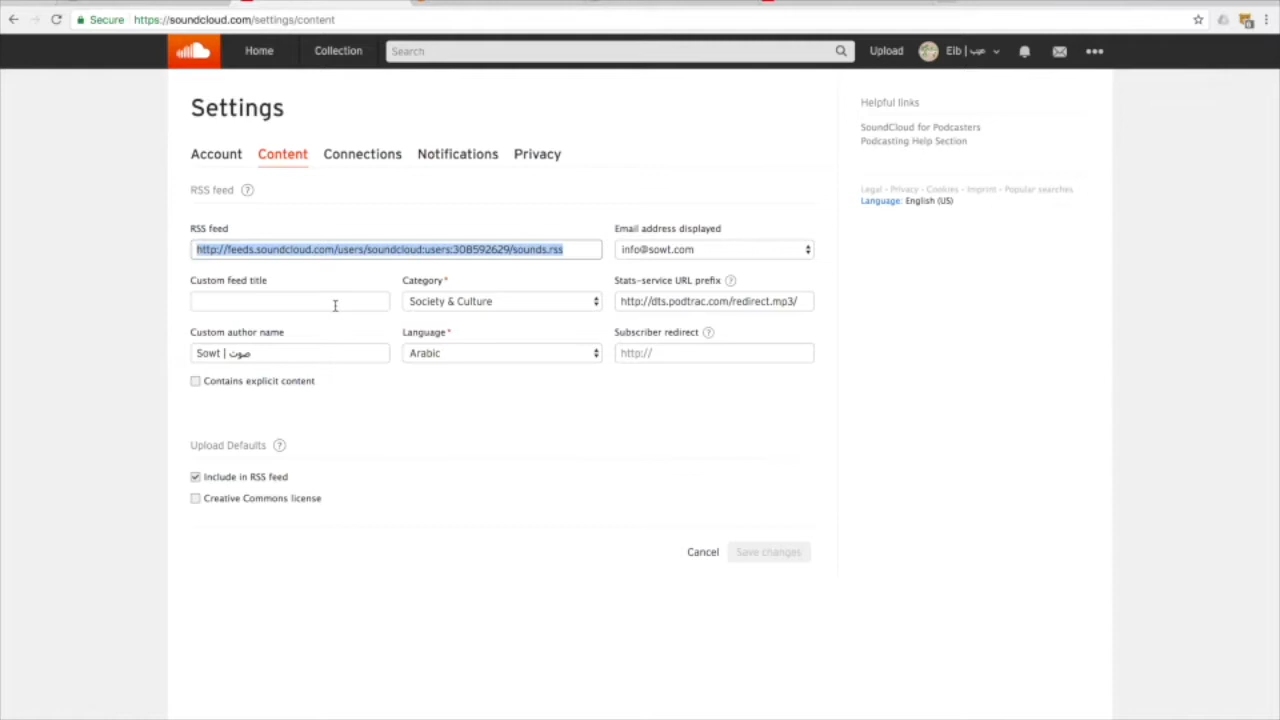 Secure https://soundcloud.com/settings/content
Home Collection Search Upload Eib | عيب
Settings
Account Content Connections Notifications Privacy
RSS feed ?
RSS feed
http://feeds.soundcloud.com/users/soundcloud:users:308592629/sounds.rss
Email address displayed
info@sowt.com
Custom feed title
Category*
Society & Culture
Stats-service URL prefix ?
http://dts.podtrac.com/redirect.mp3/
Custom author name
Sowt | صوت
Language*
Arabic
Subscriber redirect ?
http://
Contains explicit content
Upload Defaults ?
Include in RSS feed
Creative Commons license
Cancel Save changes
Helpful links
SoundCloud for Podcasters
Podcasting Help Section
Legal - Privacy - Cookies - Imprint - Popular searches
Language: English (US)